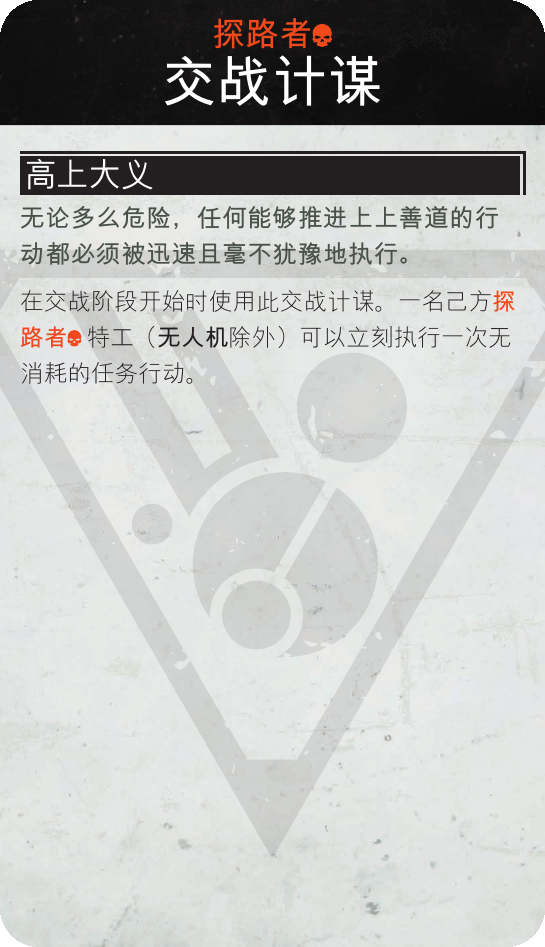 探路者
交战计谋
高上大义
无论多么危险，任何能够推进上上善道的行
动都必须被迅速且毫不犹豫地执行。
在交战阶段开始时使用此交战计谋。一名己方探
路者 特工（无人机除外）可以立刻执行一次无
消耗的任务行动。